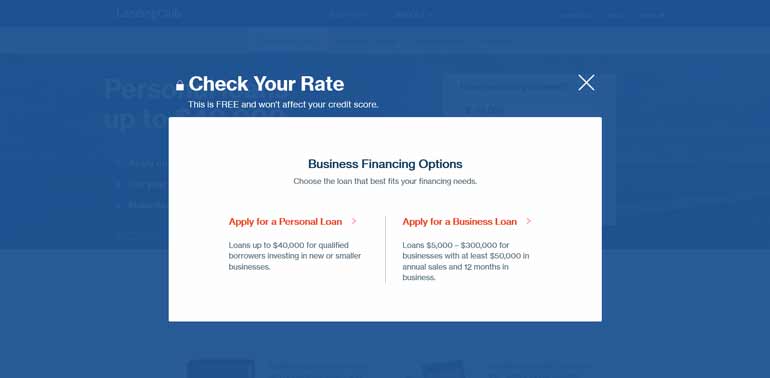 LendingClub
Check Your Rate
This is FREE and won't affect your credit score.
Business Financing Options
Choose the loan that best fits your financing needs.
Apply for a Personal Loan
Loans up to $40,000 for qualified
borrowers investing in new or smaller
businesses.
Apply for a Business Loan
Loans $5,000 – $300,000 for
businesses with at least $50,000 in
annual sales and 12 months in
business.